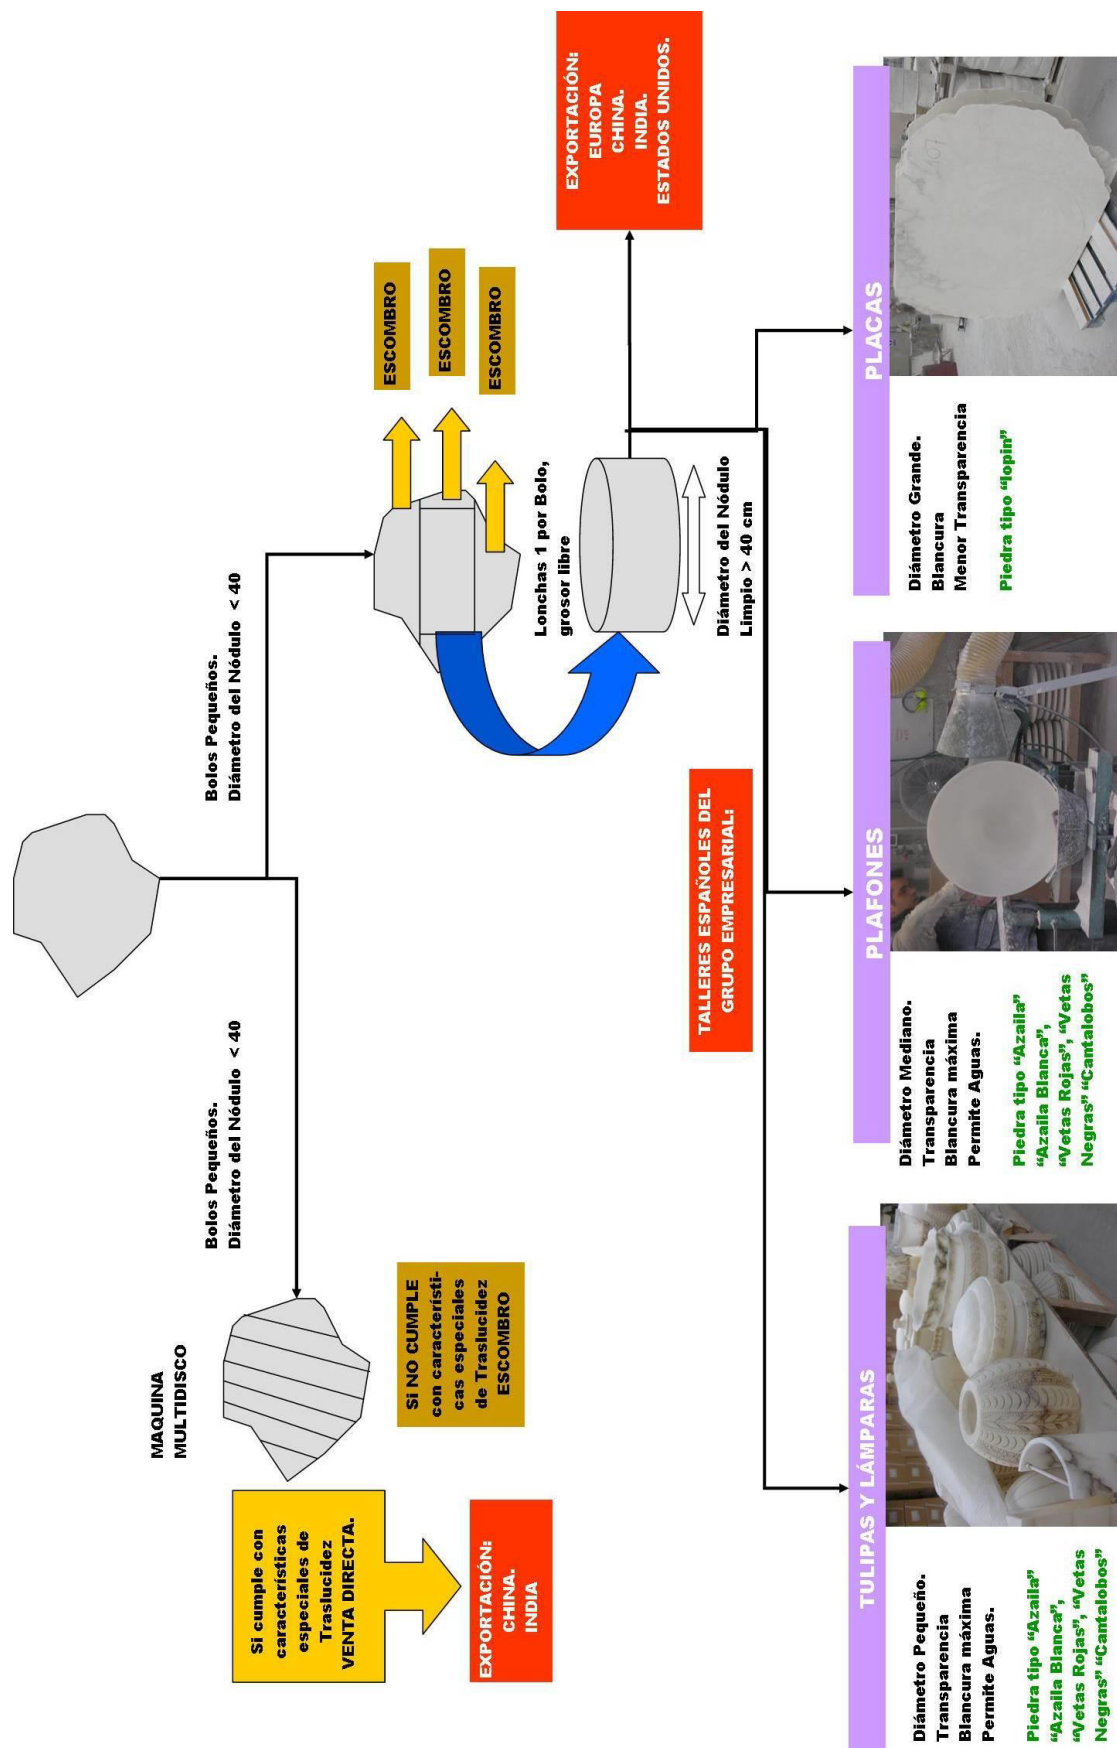 Bolos Pequeños.
Diámetro del Nódulo < 40
Bolos Pequeños.
Diámetro del Nódulo < 40
MAQUINA
MULTIDISCO
Si cumple con
características
especiales de
Traslucidez
VENTA DIRECTA.
Si NO CUMPLE
con característi-
cas especiales
de Traslucidez
ESCOMBRO
EXPORTACIÓN:
CHINA.
INDIA
ESCOMBRO
ESCOMBRO
ESCOMBRO
Lonchas 1 por Bolo,
grosor libre
Diámetro del Nódulo
Limpio > 40 cm
EXPORTACIÓN:
EUROPA
CHINA.
INDIA.
ESTADOS UNIDOS.
TALLERES ESPAÑOLES DEL
GRUPO EMPRESARIAL:
TULIPAS Y LÁMPARAS
Diámetro Pequeño.
Transparencia
Blancura máxima
Permite Aguas.
Piedra tipo “Azaila”
“Azaila Blanca”,
“Vetas Rojas”, “Vetas
Negras” “Cantalobos”
PLAFONES
Diámetro Mediano.
Transparencia
Blancura máxima
Permite Aguas.
Piedra tipo “Azaila”
“Azaila Blanca”,
“Vetas Rojas”, “Vetas
Negras” “Cantalobos”
PLACAS
Diámetro Grande.
Blancura
Menor Transparencia
Piedra tipo “lopin”